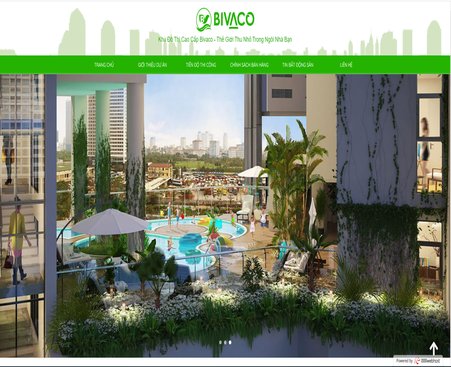 BIVACO
Khu Đô Thị Cao Cấp Bivaco - Thế Giới Thu Nhỏ Trong Ngôi Nhà Bạn
TRANG CHỦ GIỚI THIỆU DỰ ÁN TIẾN ĐỘ THI CÔNG CHÍNH SÁCH BÁN HÀNG TIN BẤT ĐỘNG SẢN LIÊN HỆ
Powered by 000webhost